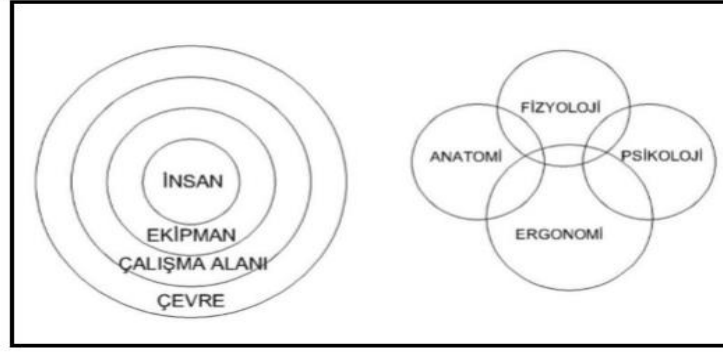 İNSAN
EKİPMAN
ÇALIŞMA ALANI
ÇEVRE
FİZYOLOJİ
ANATOMİ
PSİKOLOJİ
ERGONOMİ